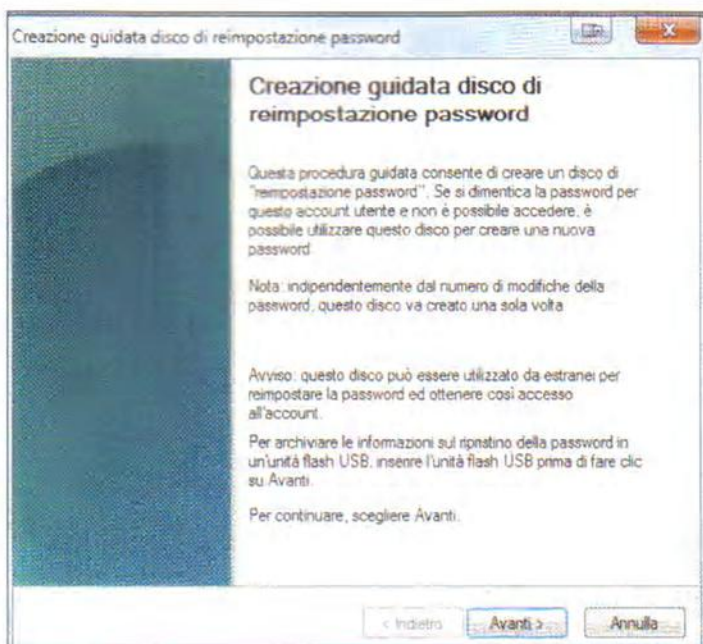 Creazione guidata disco di reimpostazione password
Creazione guidata disco di
reimpostazione password
Questa procedura guidata consente di creare un disco di
"reimpostazione password". Se si dimentica la password per
questo account utente e non è possibile accedere, è
possibile utilizzare questo disco per creare una nuova
password.
Nota: indipendentemente dal numero di modifiche della
password, questo disco va creato una sola volta
Avviso: questo disco può essere utilizzato da estranei per
reimpostare la password ed ottenere così accesso
all'account.
Per archiviare le informazioni sul ripristino della password in
un'unità flash USB, inserire l'unità flash USB prima di fare clic
su Avanti.
Per continuare, scegliere Avanti.
< Indietro Avanti > Annulla